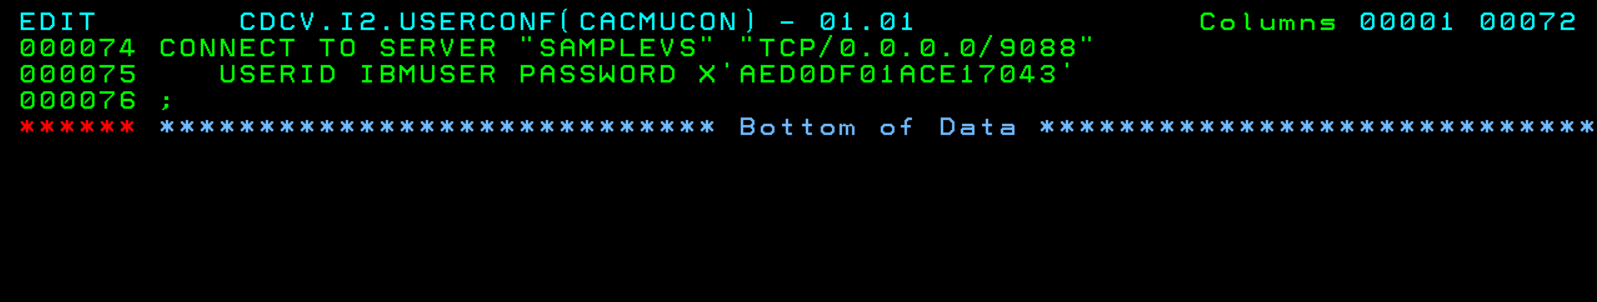 EDIT CDCV.I2.USERCONF(CACMUCON) - 01.01 Columns 00001 00072
000074 CONNECT TO SERVER "SAMPLEVS" "TCP/0.0.0.0/9088"
000075 USERID IBMUSER PASSWORD X'AED0DF01ACE17043'
000076 ;
****** **************************** Bottom of Data ****************************